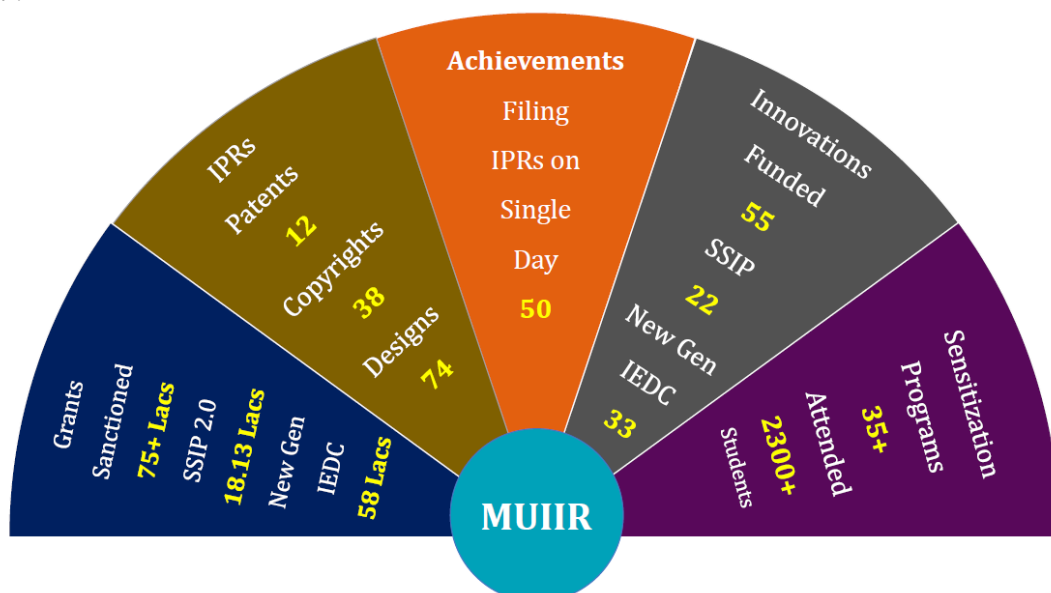 Grants
Sanctioned
75+ Lacs
SSIP 2.0
18.13 Lacs
New Gen
IEDC
58 Lacs
IPRs
Patents
12
Copyrights
38
Designs
74
Achievements
Filing
IPRs on
Single
Day
50
Innovations
Funded
55
SSIP
22
New Gen
IEDC
33
Sensitization
Programs
35+
Attended
2300+
Students
MUIIR